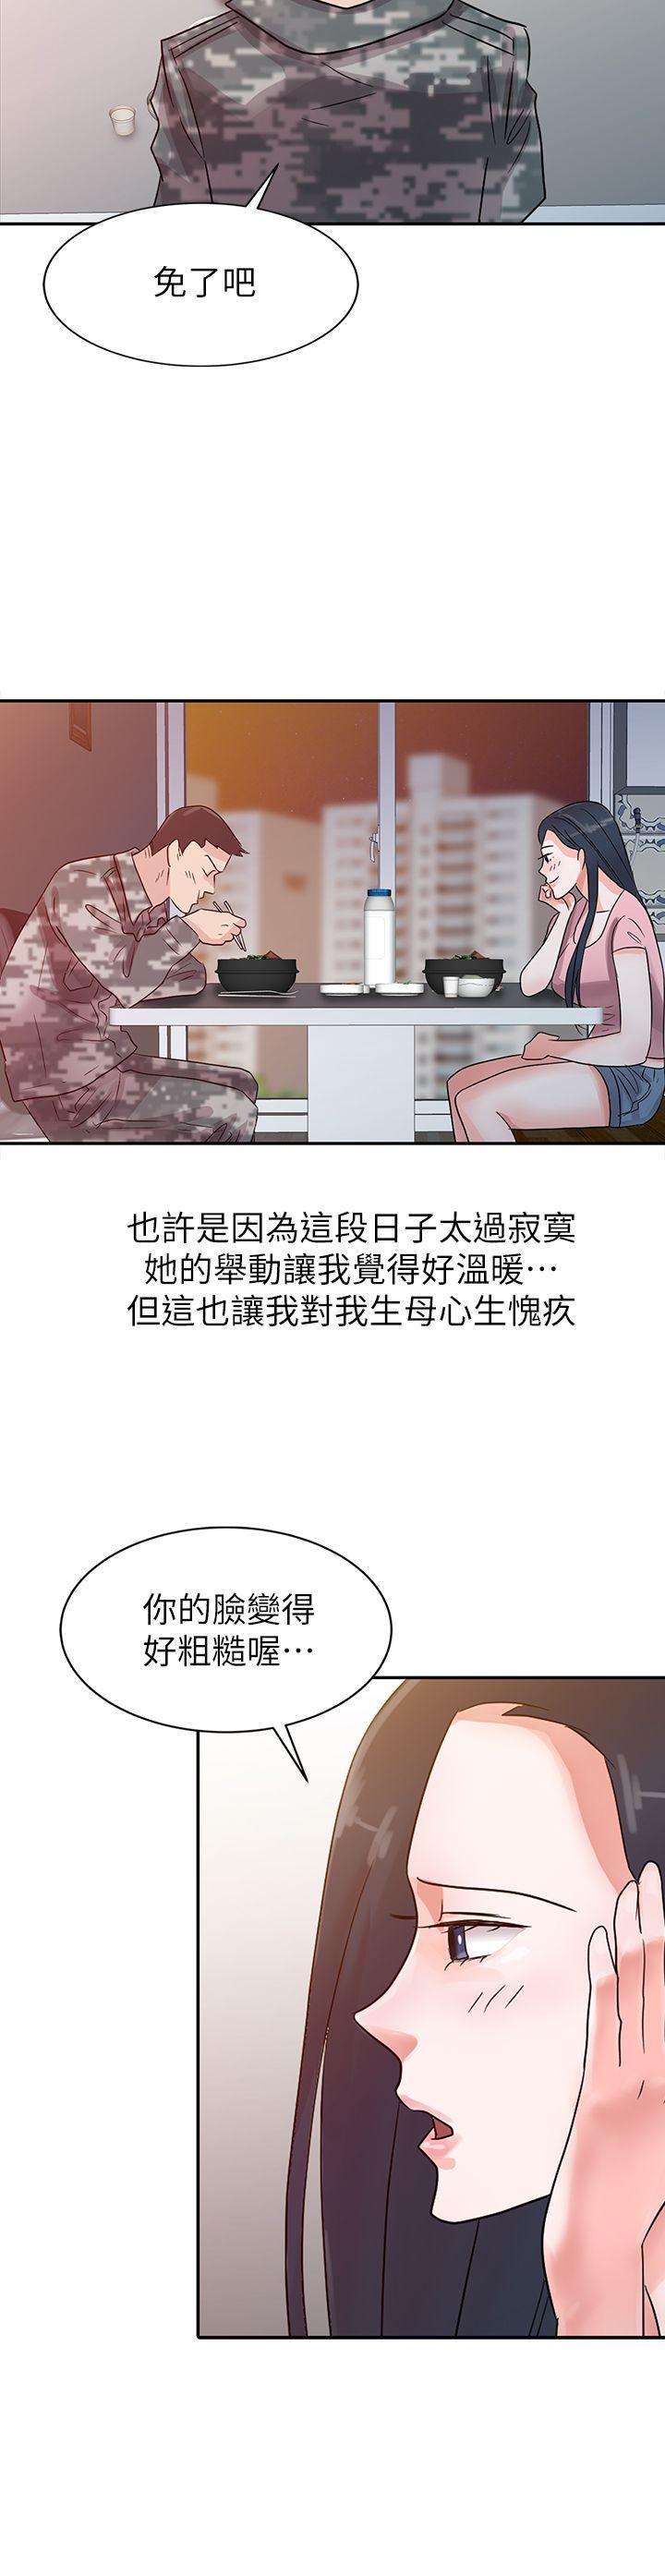 免了吧
也許是因為這段日子太過寂寞
她的舉動讓我覺得好溫暖⋯
但這也讓我對我生母心生愧疚
你的臉變得
好粗糙喔⋯